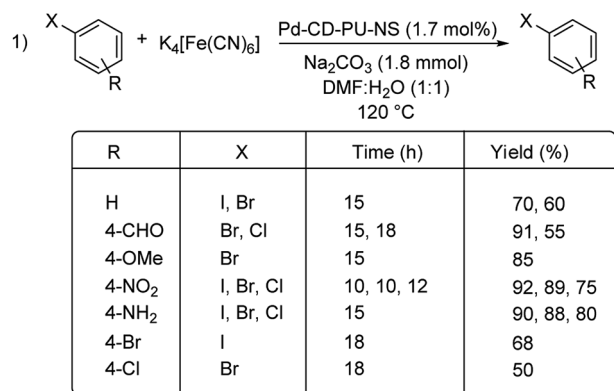 1)
X
R
+
K₄[Fe(CN)₆]
Pd-CD-PU-NS (1.7 mol%)
Na₂CO₃ (1.8 mmol)
DMF:H₂O (1:1)
120 °C
X
R
R X Time (h) Yield (%)
H I, Br 15 70, 60
4-CHO Br, Cl 15, 18 91, 55
4-OMe Br 15 85
4-NO₂ I, Br, Cl 10, 10, 12 92, 89, 75
4-NH₂ I, Br, Cl 15 90, 88, 80
4-Br I 18 68
4-Cl Br 18 50